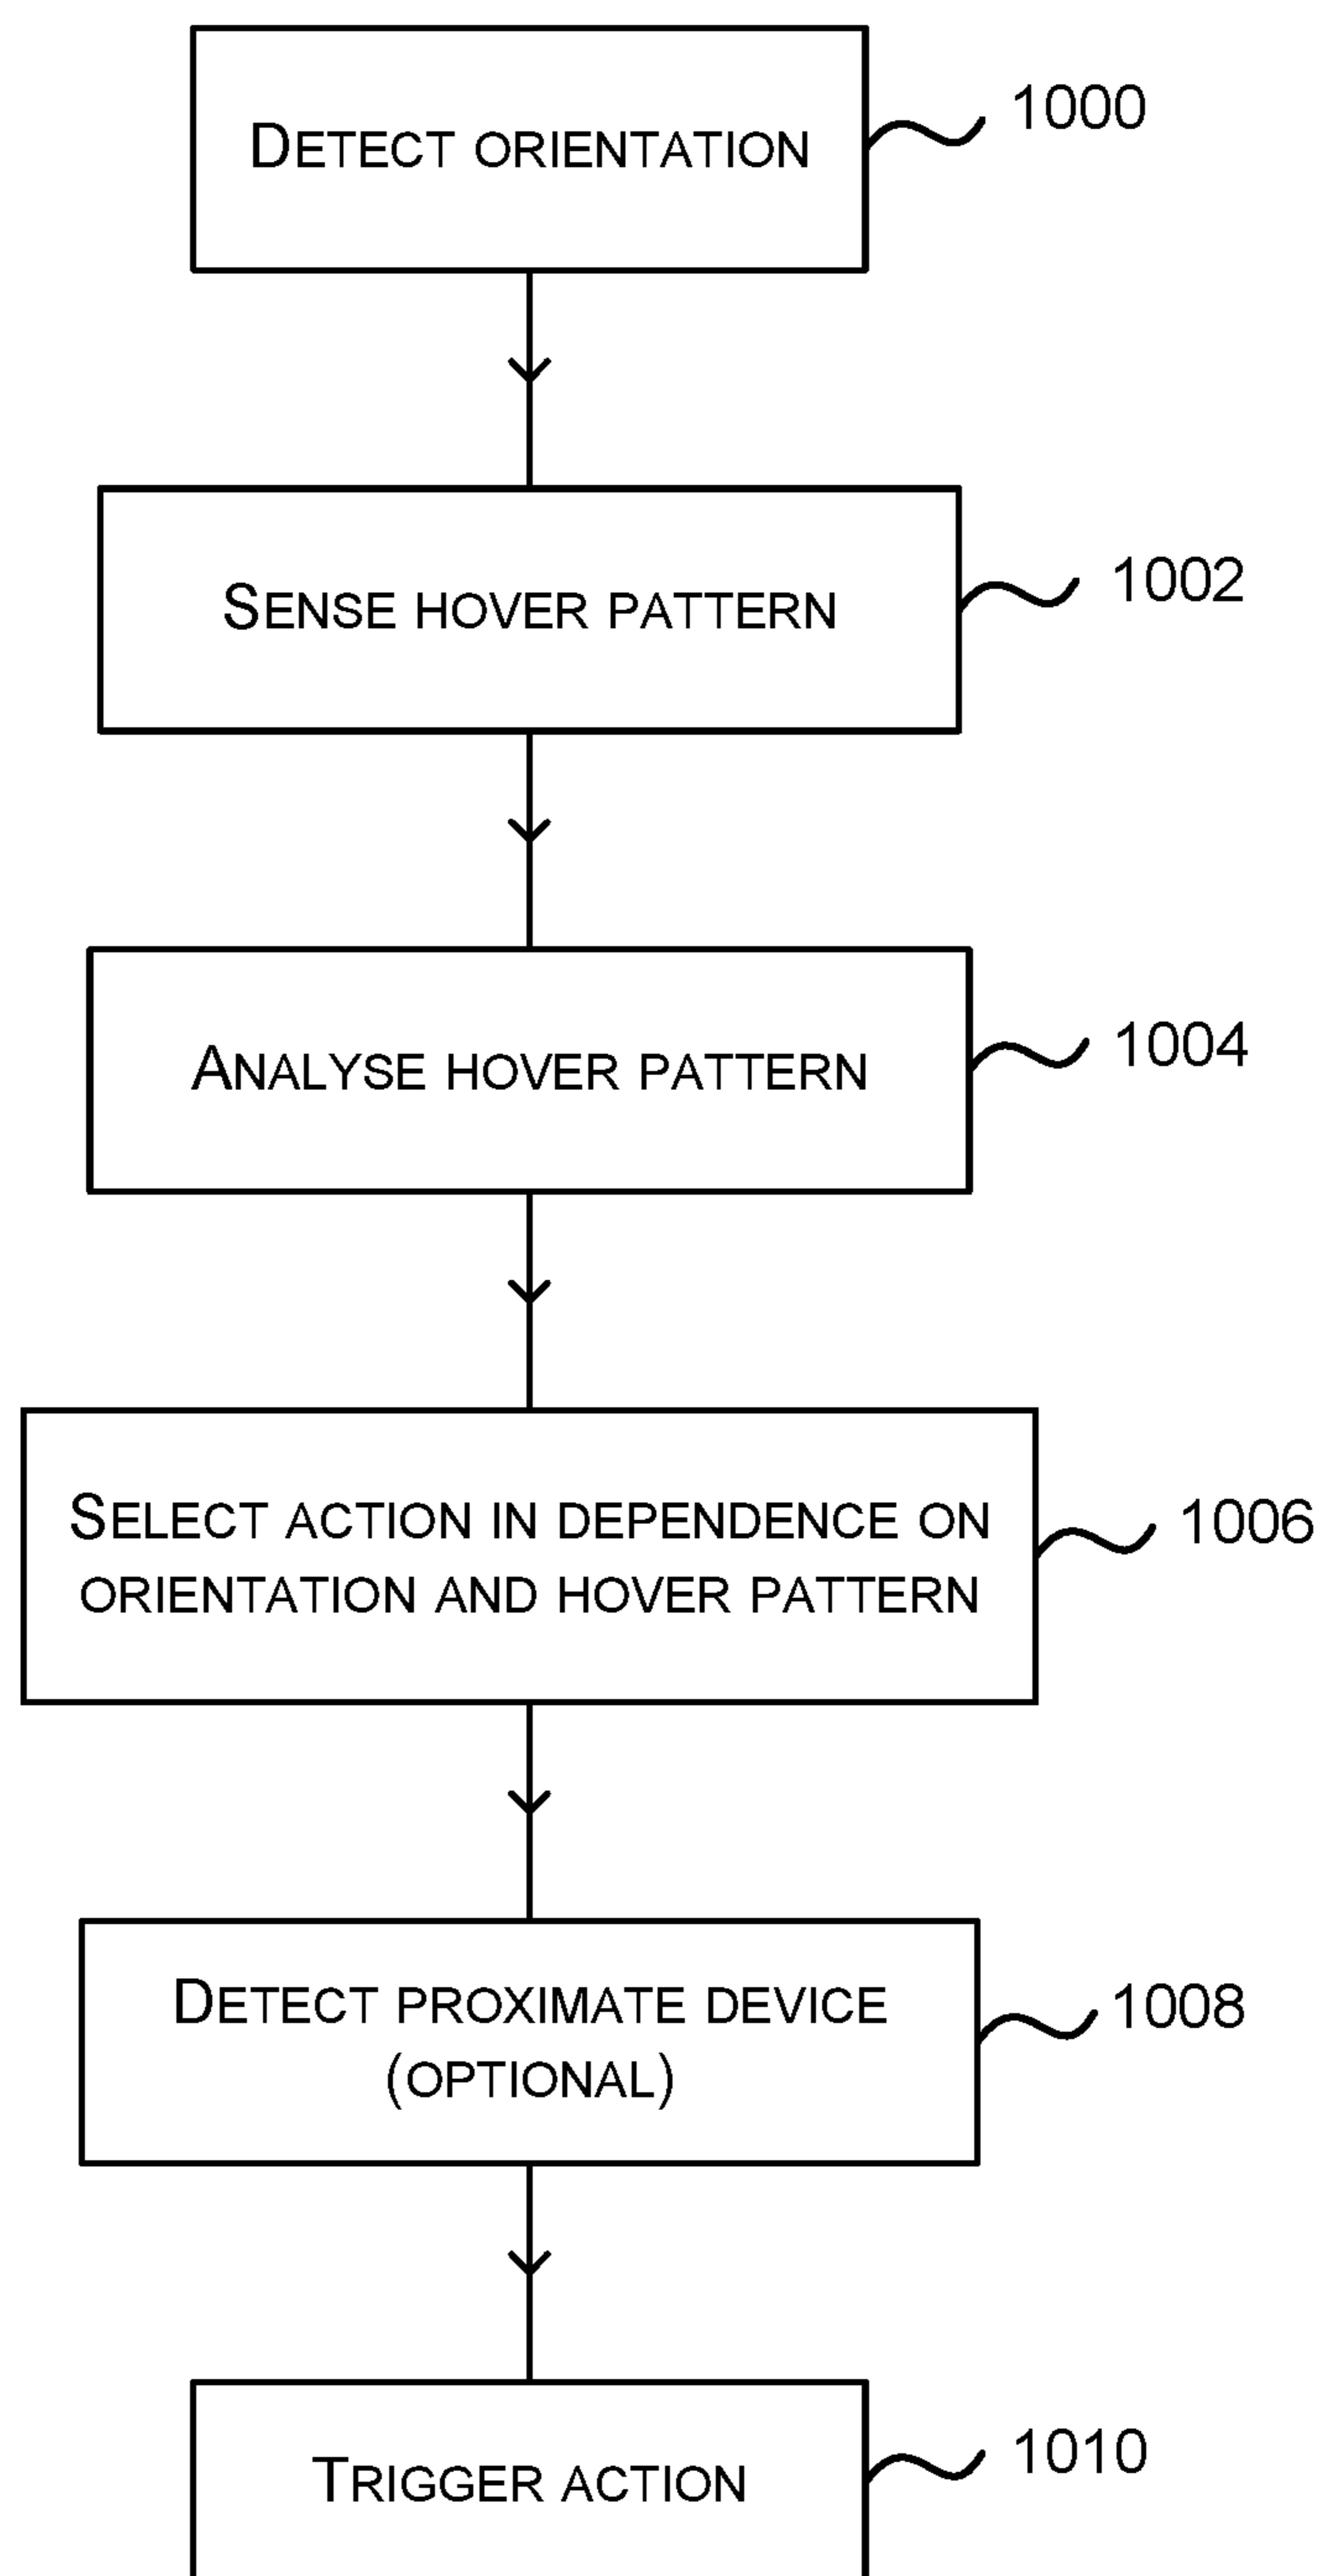 DETECT ORIENTATION
1000
SENSE HOVER PATTERN
1002
ANALYSE HOVER PATTERN
1004
SELECT ACTION IN DEPENDENCE ON
ORIENTATION AND HOVER PATTERN
1006
DETECT PROXIMATE DEVICE
(OPTIONAL)
1008
TRIGGER ACTION
1010